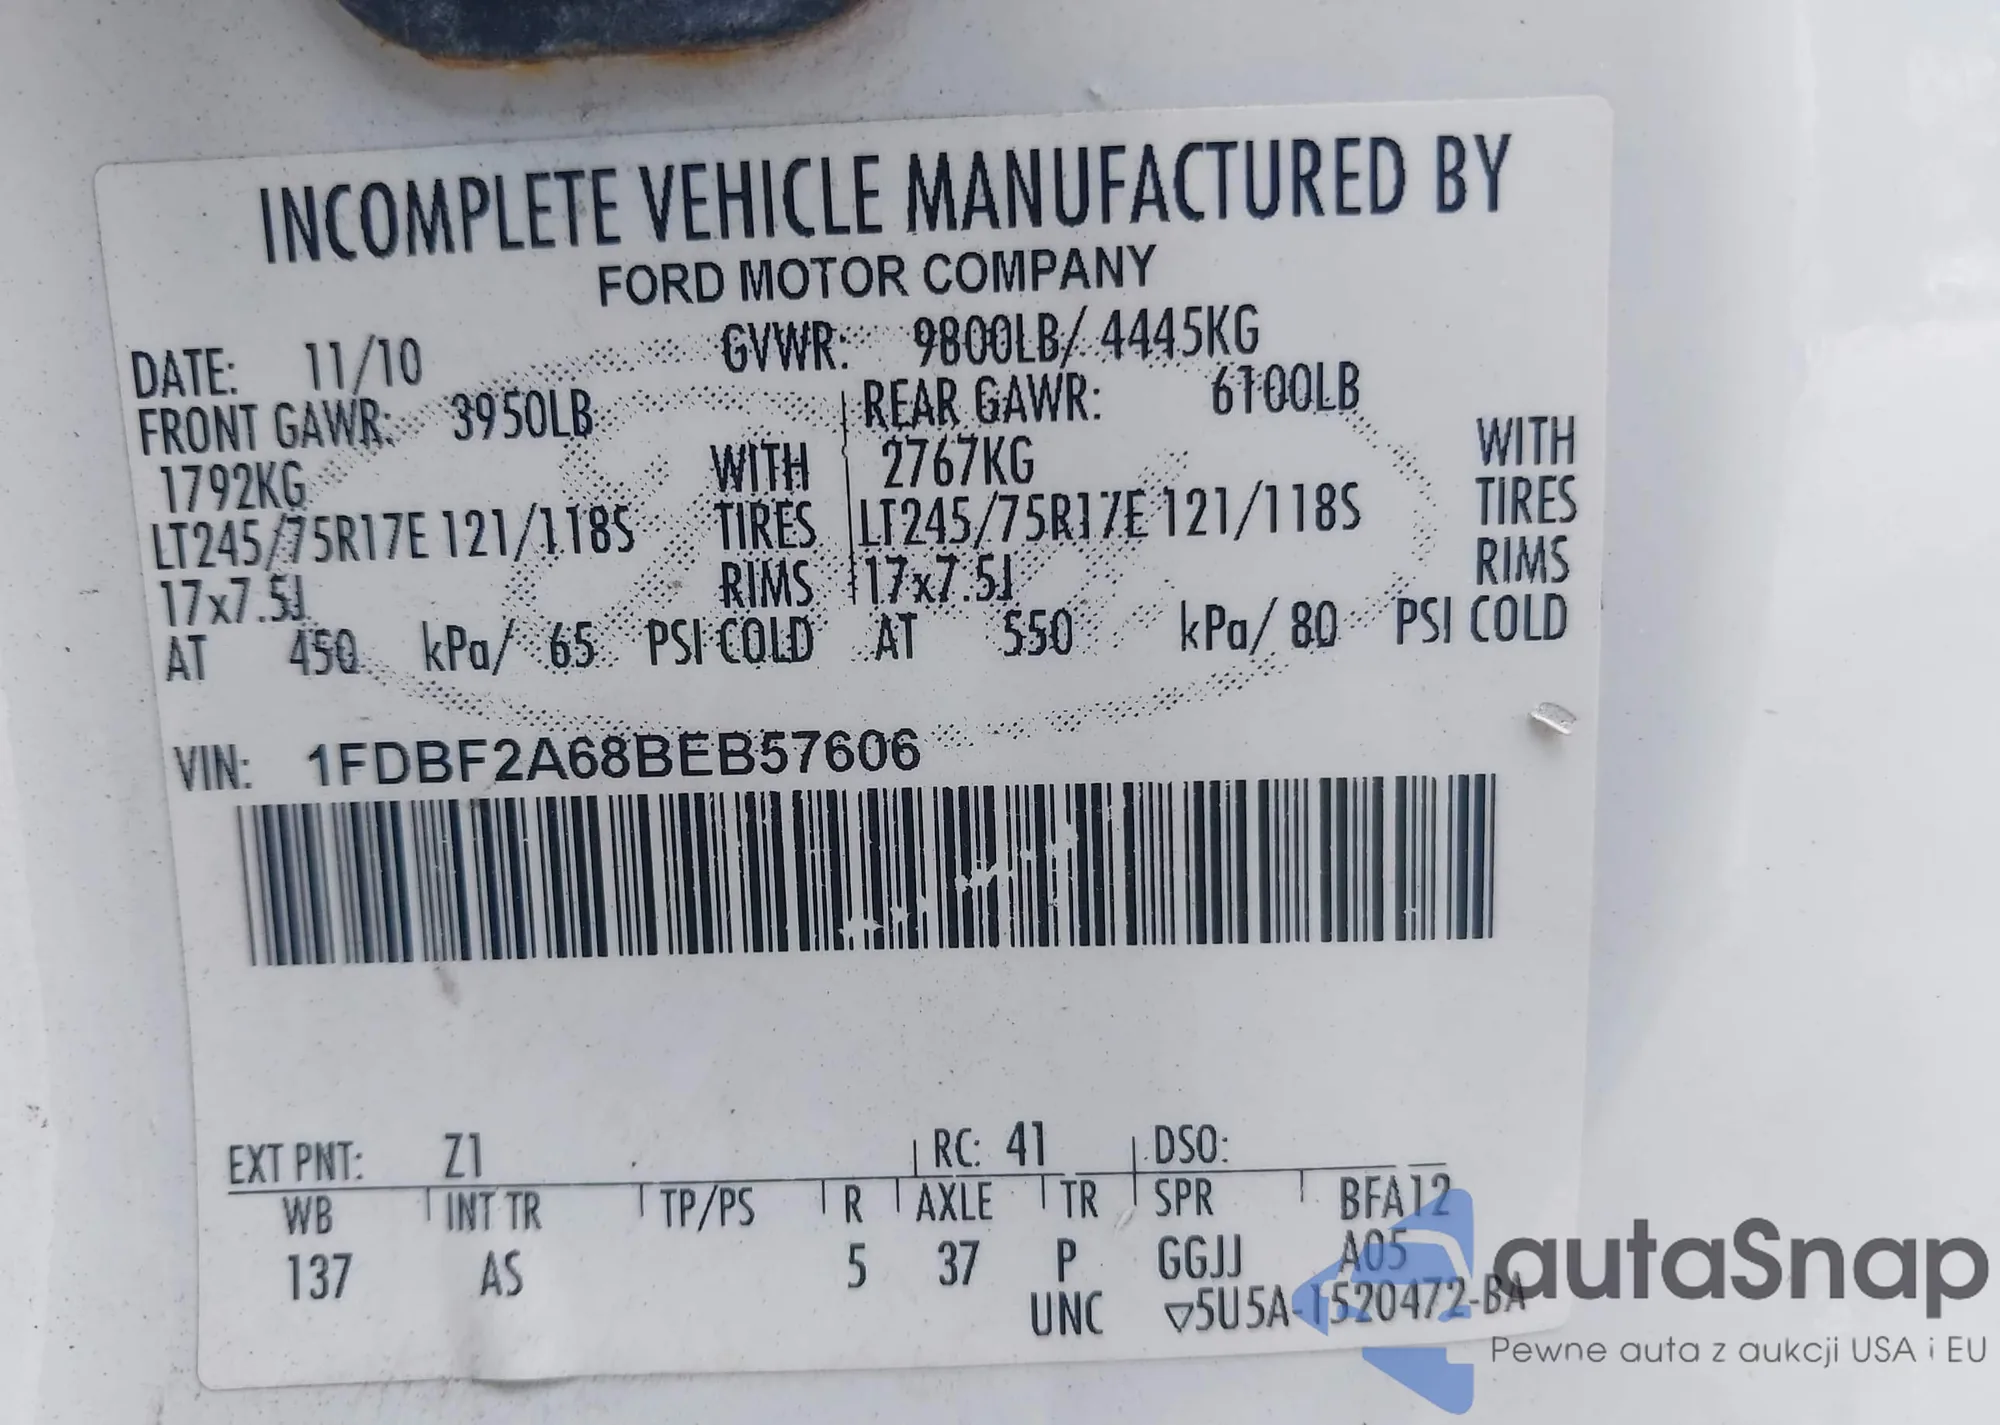 INCOMPLETE VEHICLE MANUFACTURED BY
FORD MOTOR COMPANY
DATE: 11/10 GVWR: 9800LB/ 4445KG
FRONT GAWR: 3950LB REAR GAWR: 6100LB
1792KG WITH 2767KG WITH
LT245/75R17E 121/118S TIRES LT245/75R17E 121/118S TIRES
17x7.5J RIMS 17x7.5J RIMS
AT 450 kPa/ 65 PSI COLD AT 550 kPa/ 80 PSI COLD
VIN: 1FDBF2A68BEB57606
EXT PNT: Z1 RC: 41 DSO:
WB INT TR TP/PS R AXLE TR SPR BFA12
137 AS 5 37 P GGJJ A05
UNC ▽5U5A-1520472-BA
autaSnap
Pewne auta z aukcji USA i EU